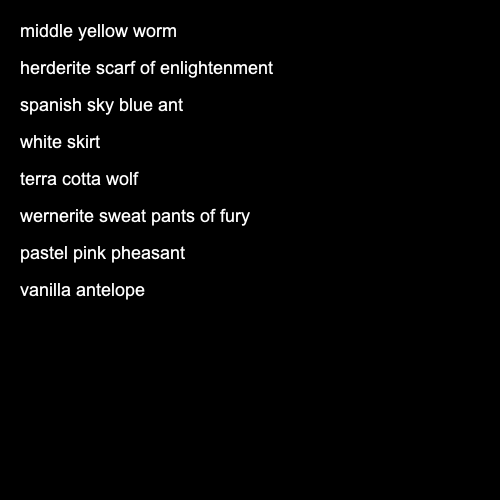 middle yellow worm
herderite scarf of enlightenment
spanish sky blue ant
white skirt
terra cotta wolf
wernerite sweat pants of fury
pastel pink pheasant
vanilla antelope